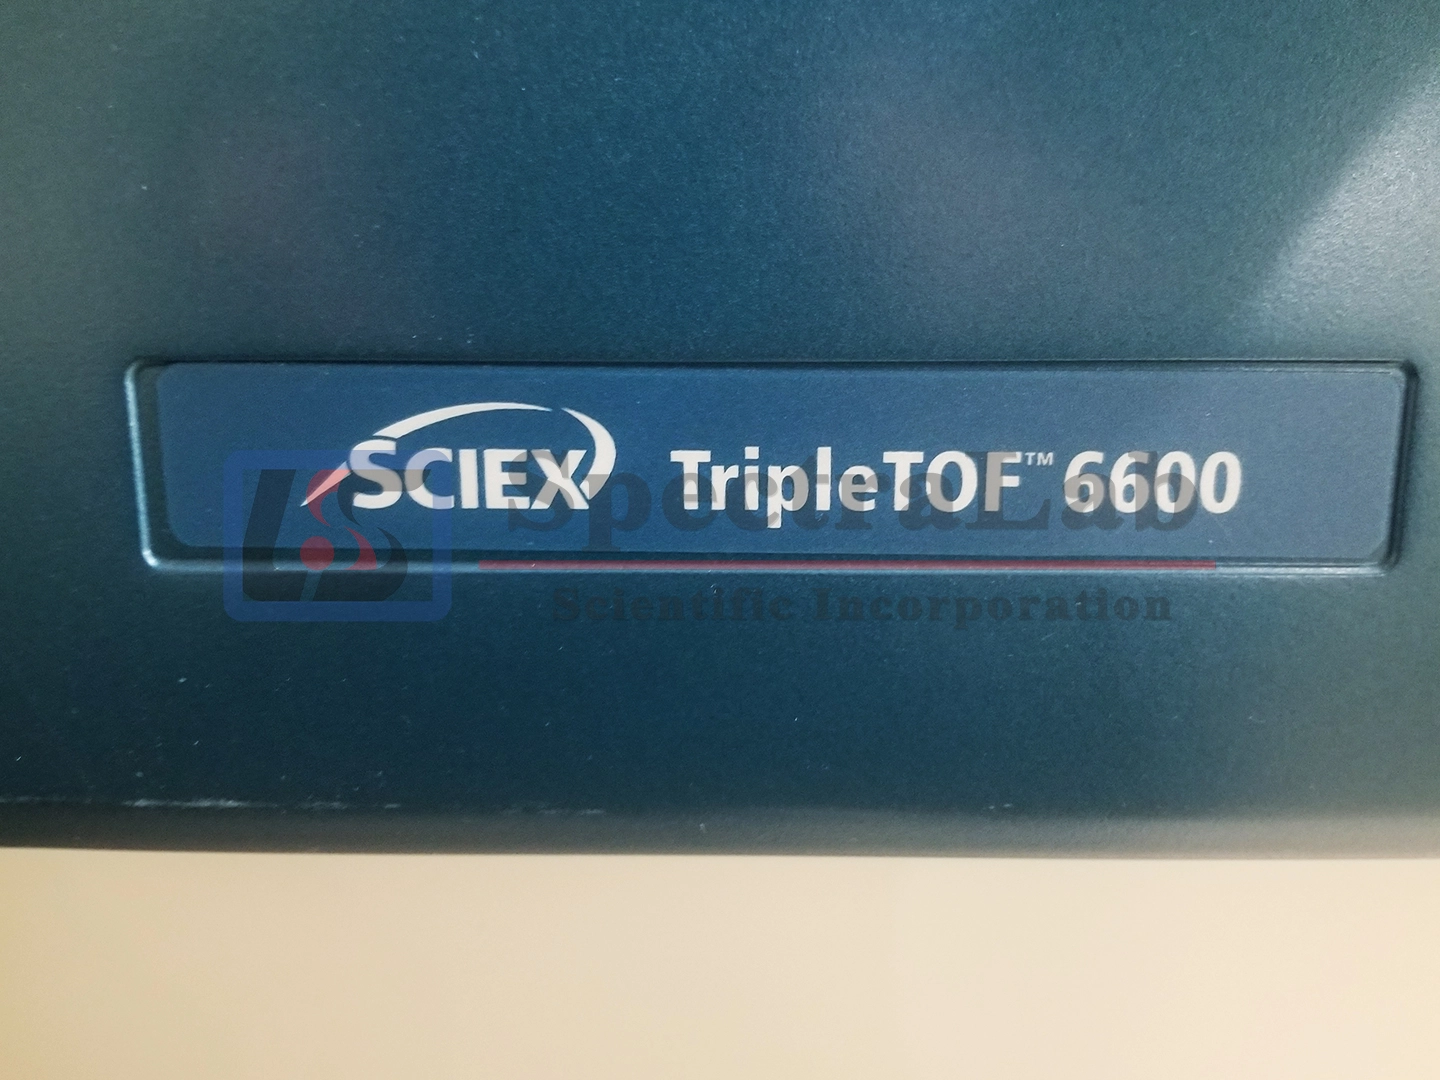 SCIEX TripleTOF™ 6600
SpectraLab
Scientific Incorporation